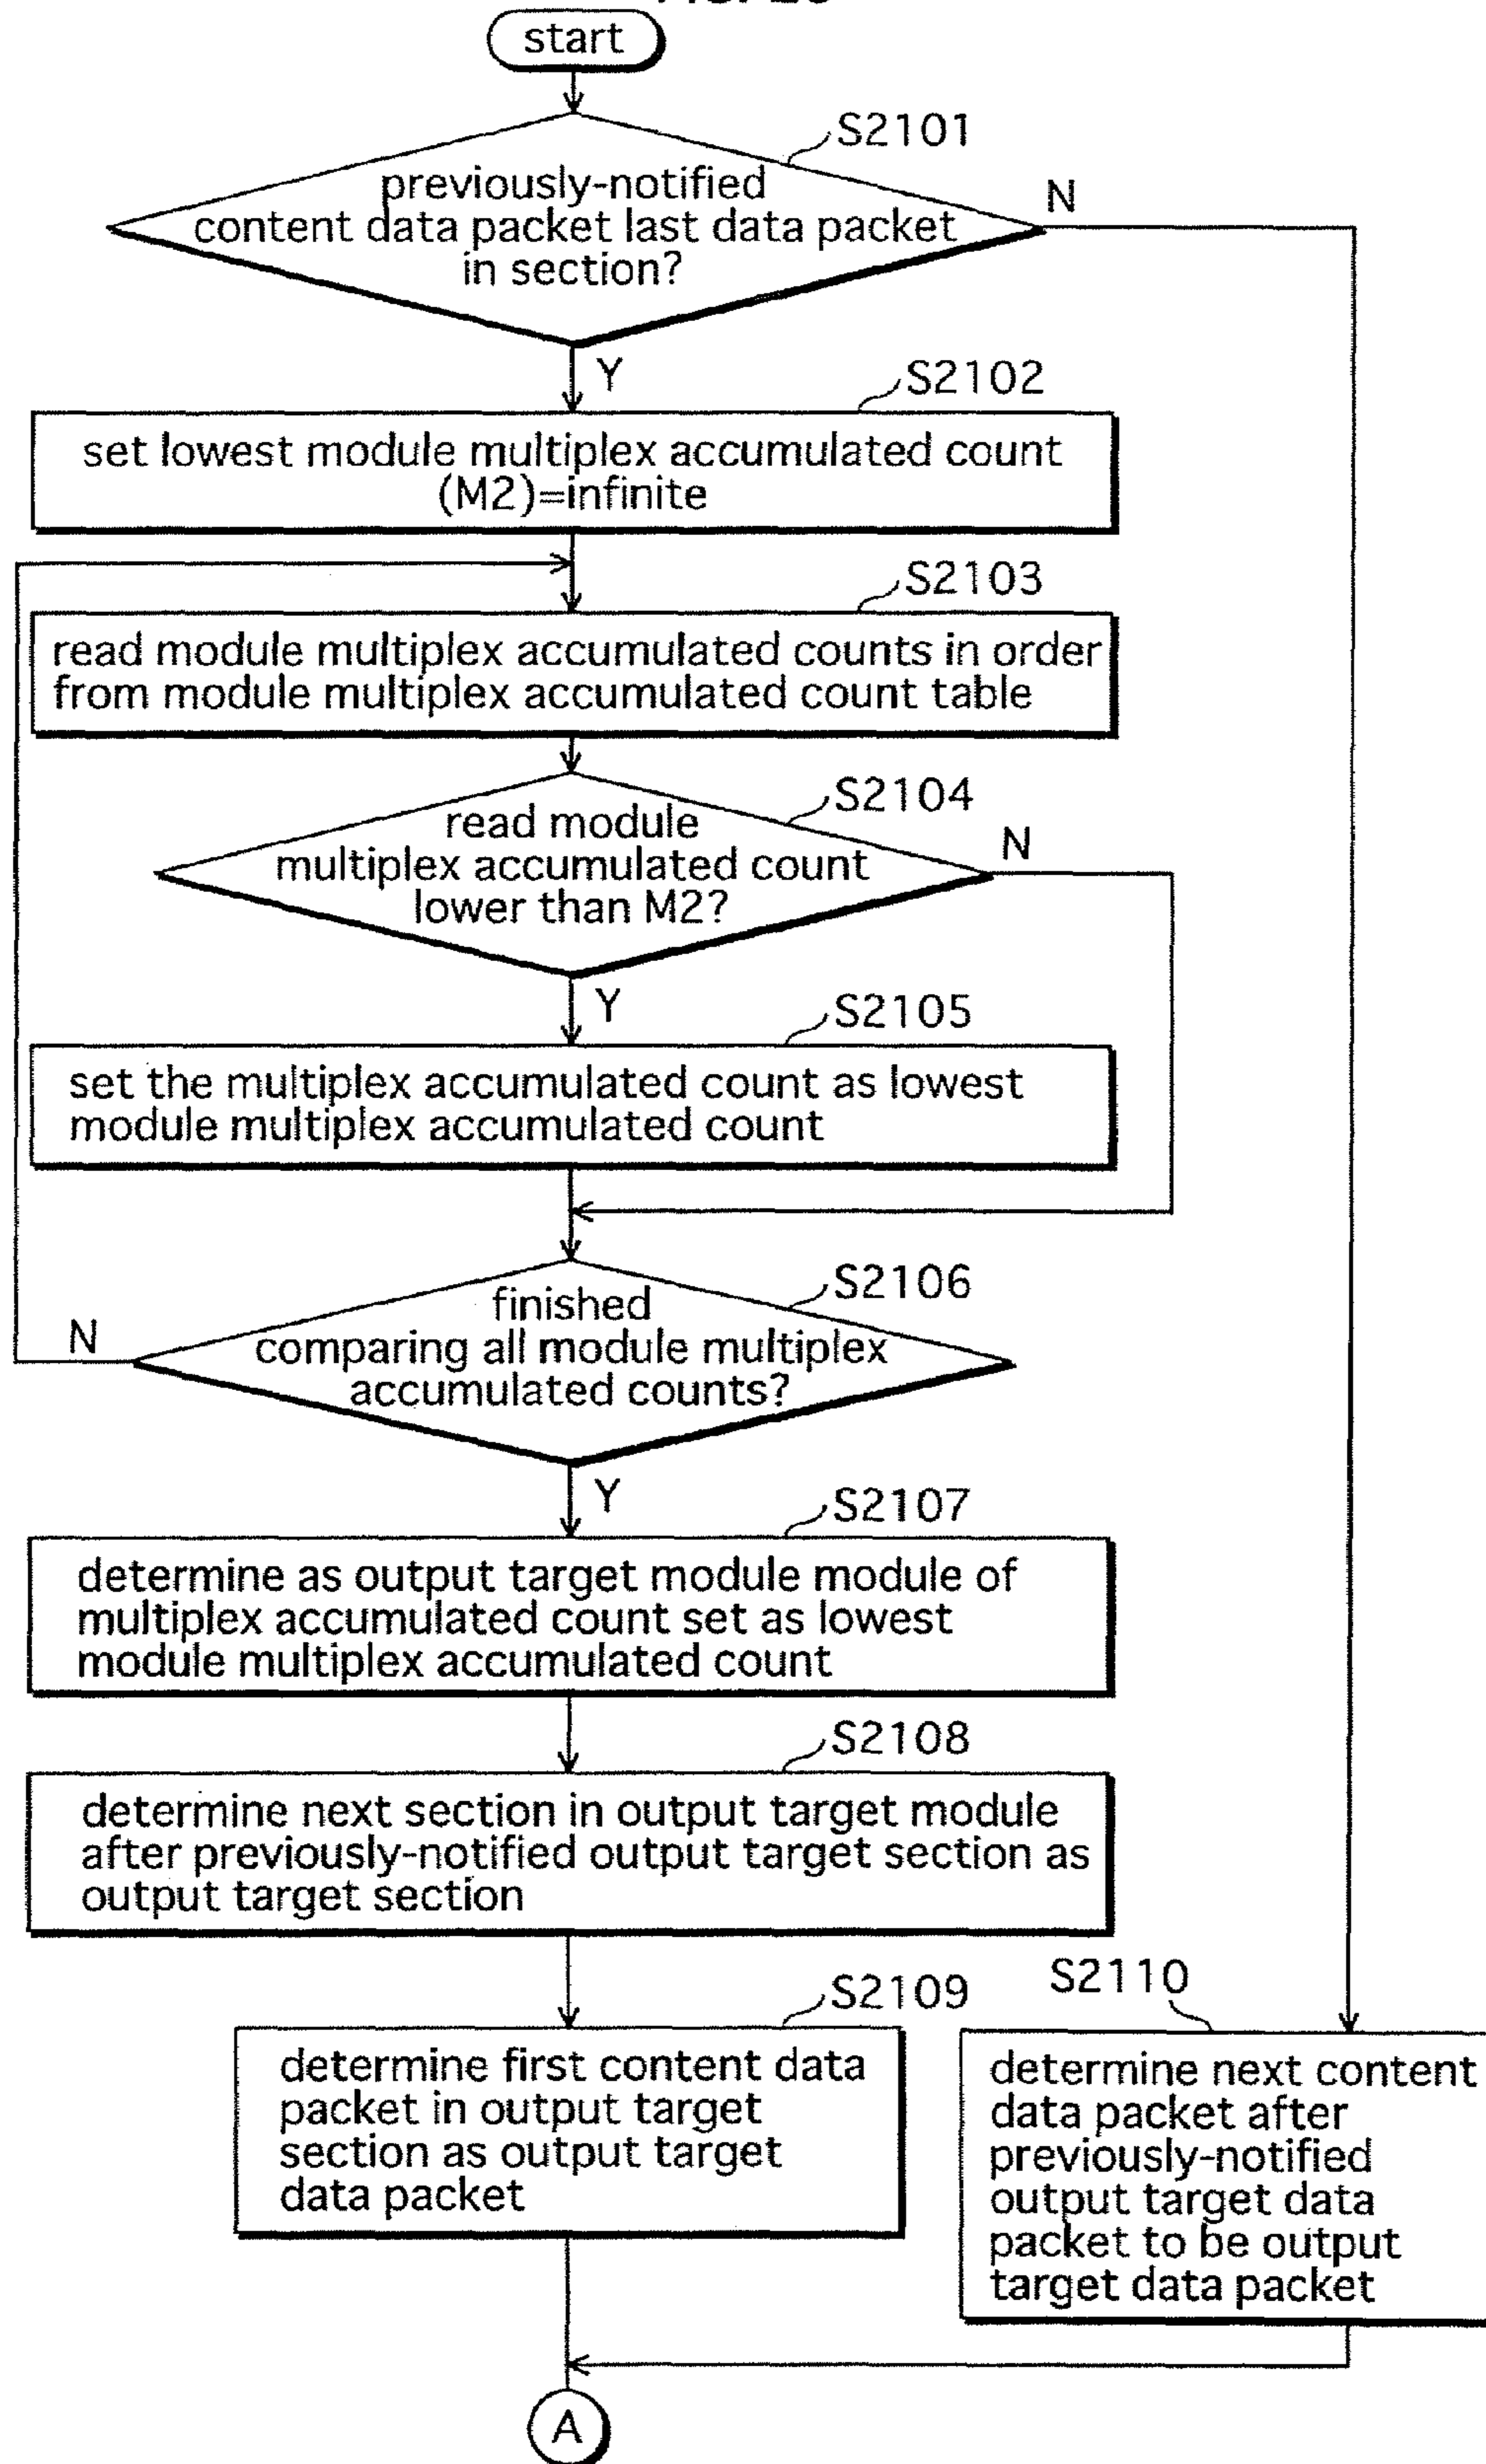 start
S2101
previously-notified
content data packet last data packet
in section?
N
Y
S2102
set lowest module multiplex accumulated count
(M2)=infinite
S2103
read module multiplex accumulated counts in order
from module multiplex accumulated count table
S2104
read module
multiplex accumulated count
lower than M2?
N
Y
S2105
set the multiplex accumulated count as lowest
module multiplex accumulated count
S2106
finished
comparing all module multiplex
accumulated counts?
N
Y
S2107
determine as output target module module of
multiplex accumulated count set as lowest
module multiplex accumulated count
S2108
determine next section in output target module
after previously-notified output target section as
output target section
S2109
determine first content data
packet in output target
section as output target
data packet
S2110
determine next content
data packet after
previously-notified
output target data
packet to be output
target data packet
A